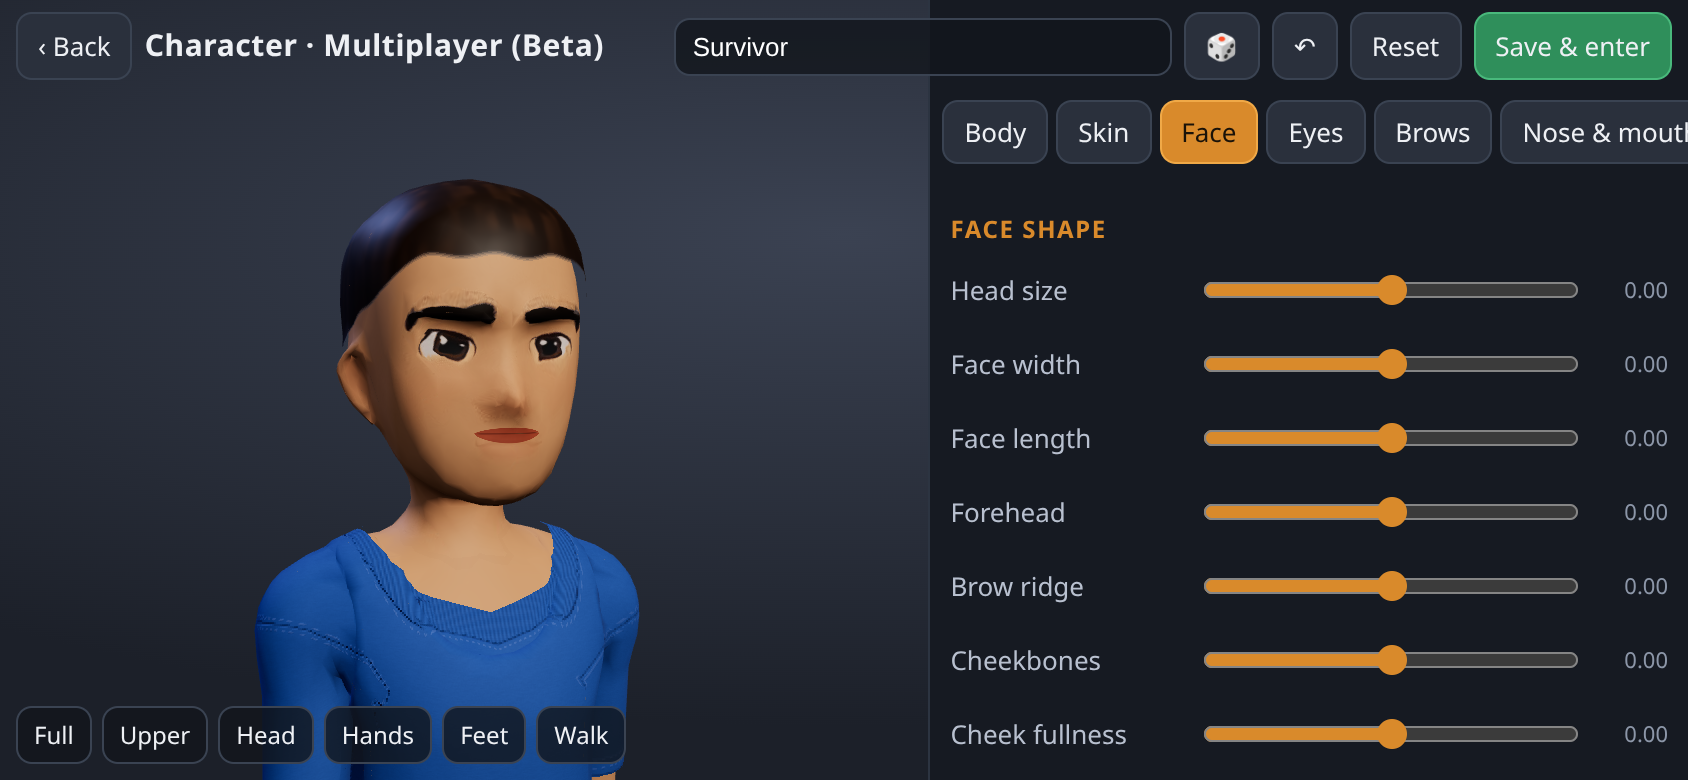 ‹ Back
Character · Multiplayer (Beta)
Survivor
↶
Reset
Save & enter
Body
Skin
Face
Eyes
Brows
Nose & mouth
FACE SHAPE
Head size 0.00
Face width 0.00
Face length 0.00
Forehead 0.00
Brow ridge 0.00
Cheekbones 0.00
Cheek fullness 0.00
Full
Upper
Head
Hands
Feet
Walk